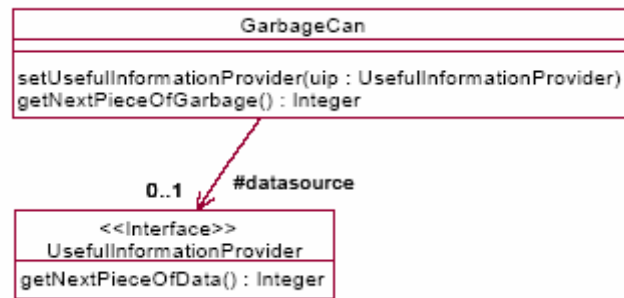 GarbageCan
setUsefulInformationProvider(uip : UsefulInformationProvider)
getNextPieceOfGarbage() : Integer
0..1
#datasource
<<Interface>>
UsefulInformationProvider
getNextPieceOfData() : Integer